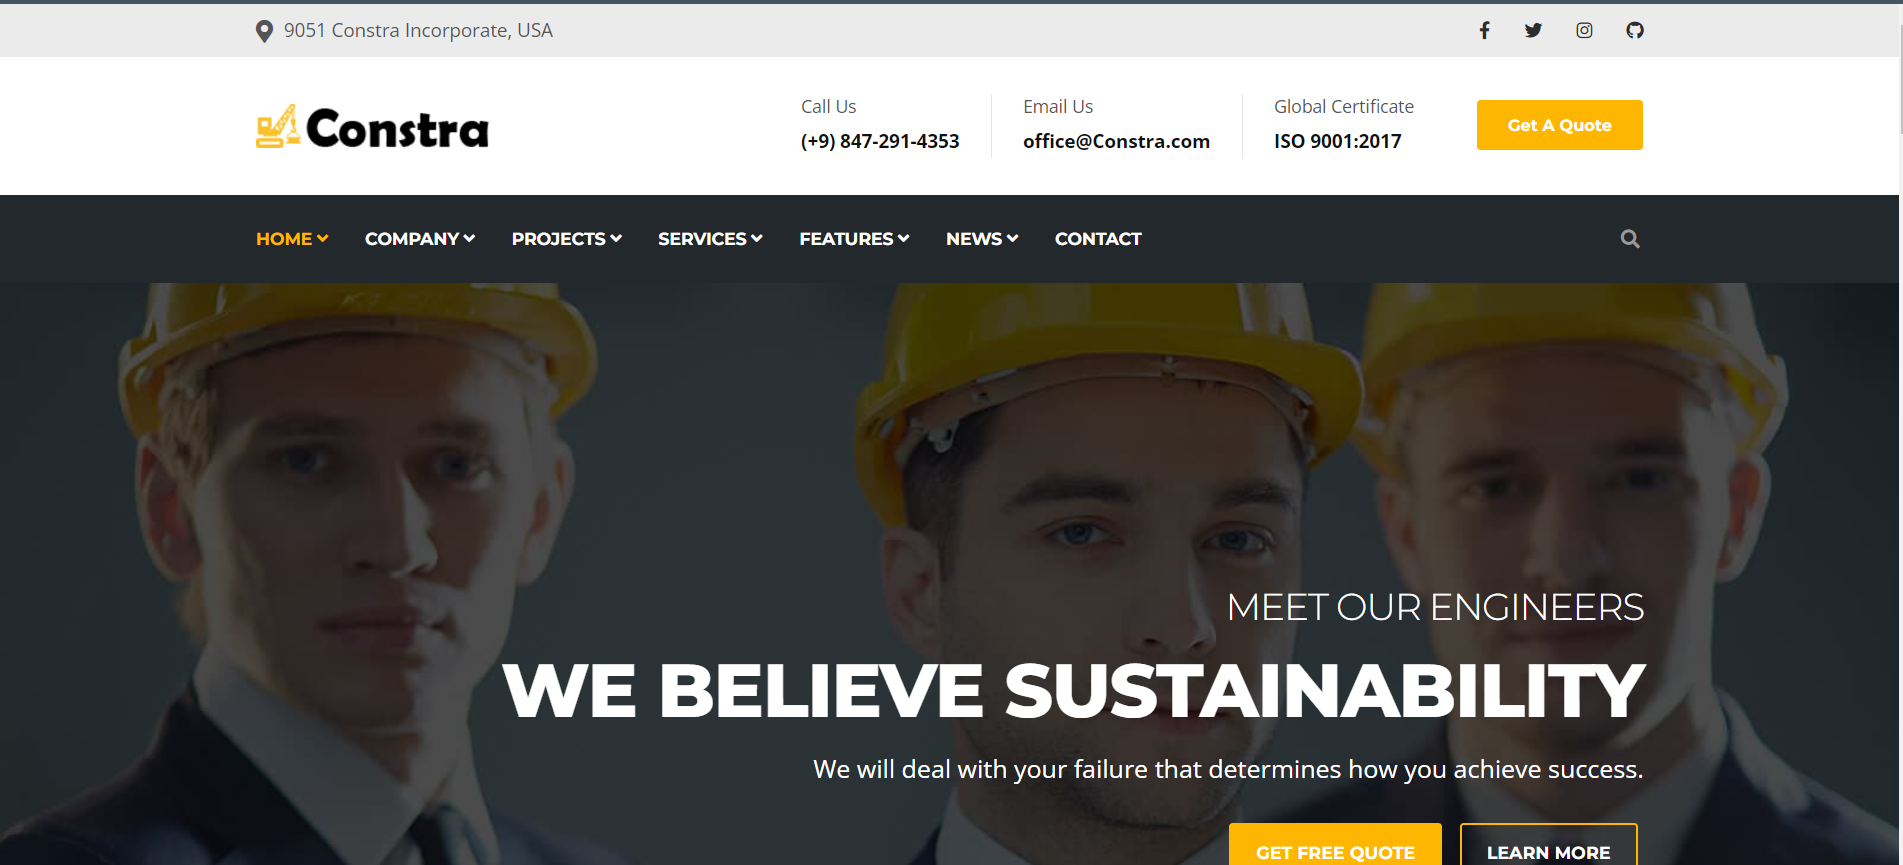 9051 Constra Incorporate, USA
Constra
Call Us
(+9) 847-291-4353
Email Us
office@Constra.com
Global Certificate
ISO 9001:2017
Get A Quote
HOME
COMPANY
PROJECTS
SERVICES
FEATURES
NEWS
CONTACT
MEET OUR ENGINEERS
WE BELIEVE SUSTAINABILITY
We will deal with your failure that determines how you achieve success.
GET FREE QUOTE
LEARN MORE